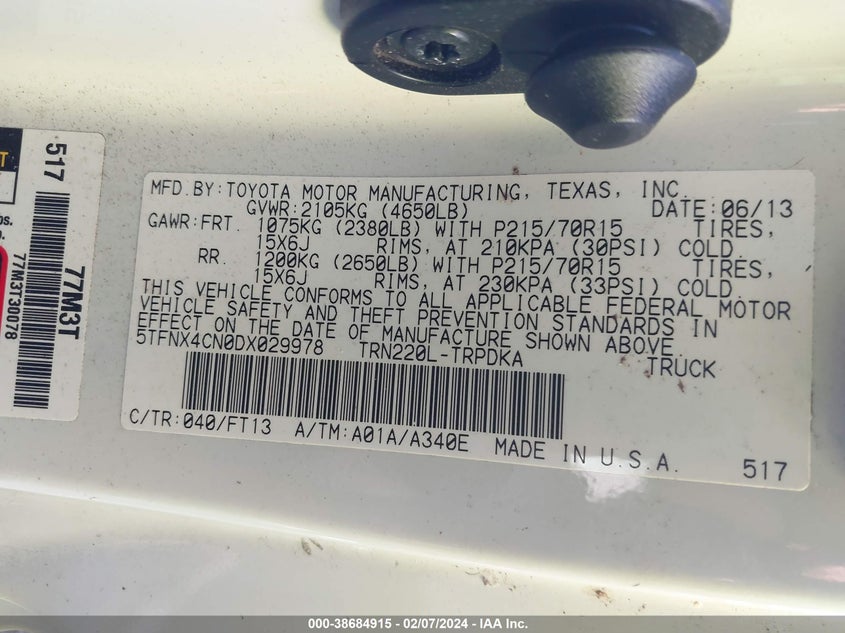 MFD.BY:TOYOTA MOTOR MANUFACTURING, TEXAS, INC.
GVWR:2105KG (4650LB) DATE:06/13
GAWR:FRT. 1075KG (2380LB) WITH P215/70R15 TIRES,
15X6J RIMS, AT 210KPA (30PSI) COLD.
RR. 1200KG (2650LB) WITH P215/70R15 TIRES,
15X6J RIMS, AT 230KPA (33PSI) COLD.
THIS VEHICLE CONFORMS TO ALL APPLICABLE FEDERAL MOTOR
VEHICLE SAFETY AND THEFT PREVENTION STANDARDS IN
EFFECT ON THE DATE OF MANUFACTURE SHOWN ABOVE.
5TFNX4CN0DX029978 TRN220L-TRPDKA TRUCK
C/TR:040/FT13 A/TM:A01A/A340E MADE IN U.S.A.
517
517
77M3T
77M3T30078
000-38684915 - 02/07/2024 - IAA Inc.